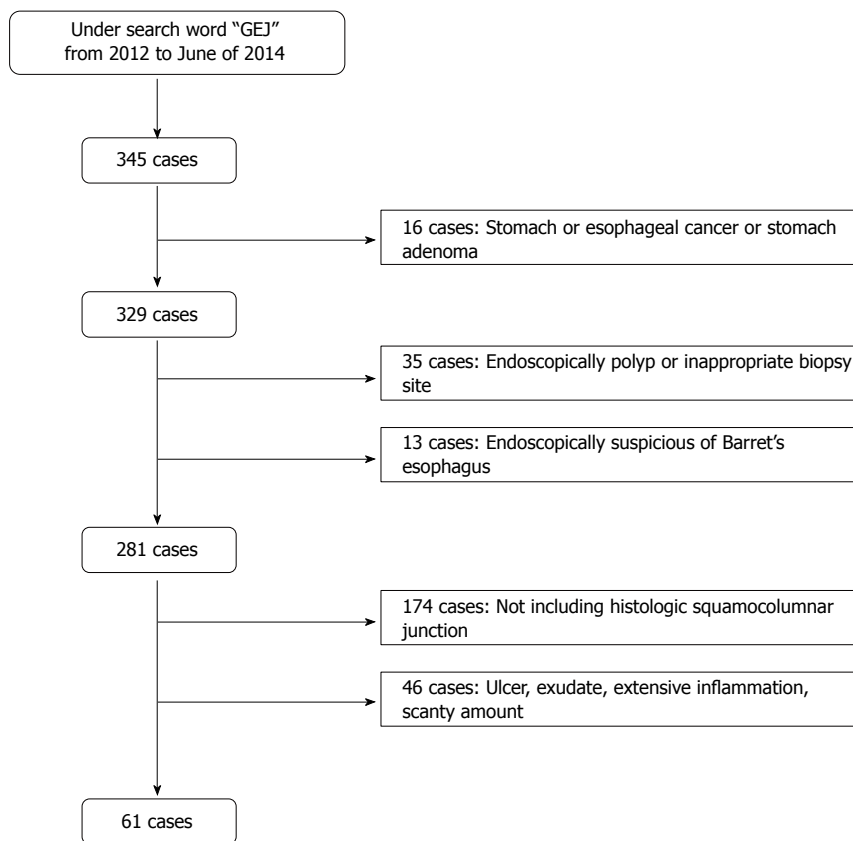 Under search word “GEJ”
from 2012 to June of 2014
345 cases
16 cases: Stomach or esophageal cancer or stomach
adenoma
329 cases
35 cases: Endoscopically polyp or inappropriate biopsy
site
13 cases: Endoscopically suspicious of Barret’s
esophagus
281 cases
174 cases: Not including histologic squamocolumnar
junction
46 cases: Ulcer, exudate, extensive inflammation,
scanty amount
61 cases